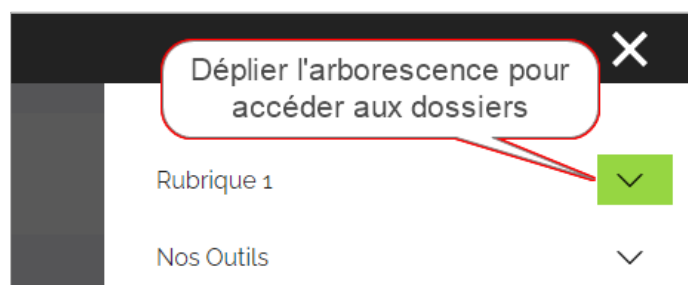 Déplier l'arborescence pour
accéder aux dossiers
Rubrique 1
Nos Outils